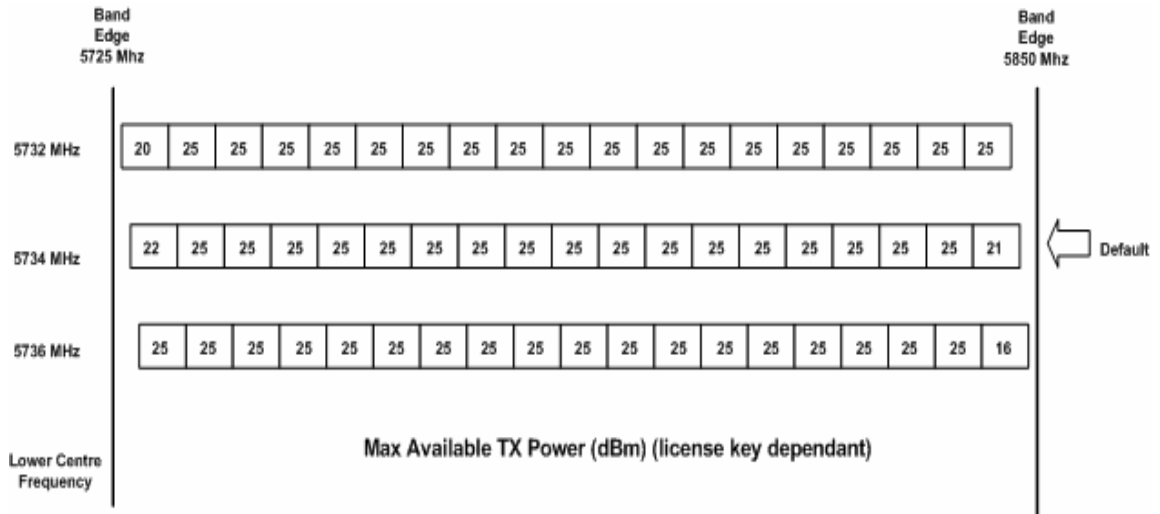 Band
Edge
5725 Mhz
Band
Edge
5850 Mhz
5732 MHz 20 25 25 25 25 25 25 25 25 25 25 25 25 25 25 25 25 25 25
5734 MHz 22 25 25 25 25 25 25 25 25 25 25 25 25 25 25 25 25 25 21
Default
5736 MHz 25 25 25 25 25 25 25 25 25 25 25 25 25 25 25 25 25 25 16
Max Available TX Power (dBm) (license key dependant)
Lower Centre
Frequency